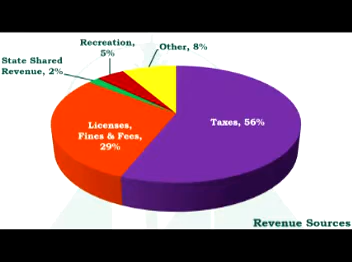 Recreation,
5%
Other, 8%
State Shared
Revenue, 2%
Taxes, 56%
Licenses,
Fines & Fees,
29%
Revenue Sources